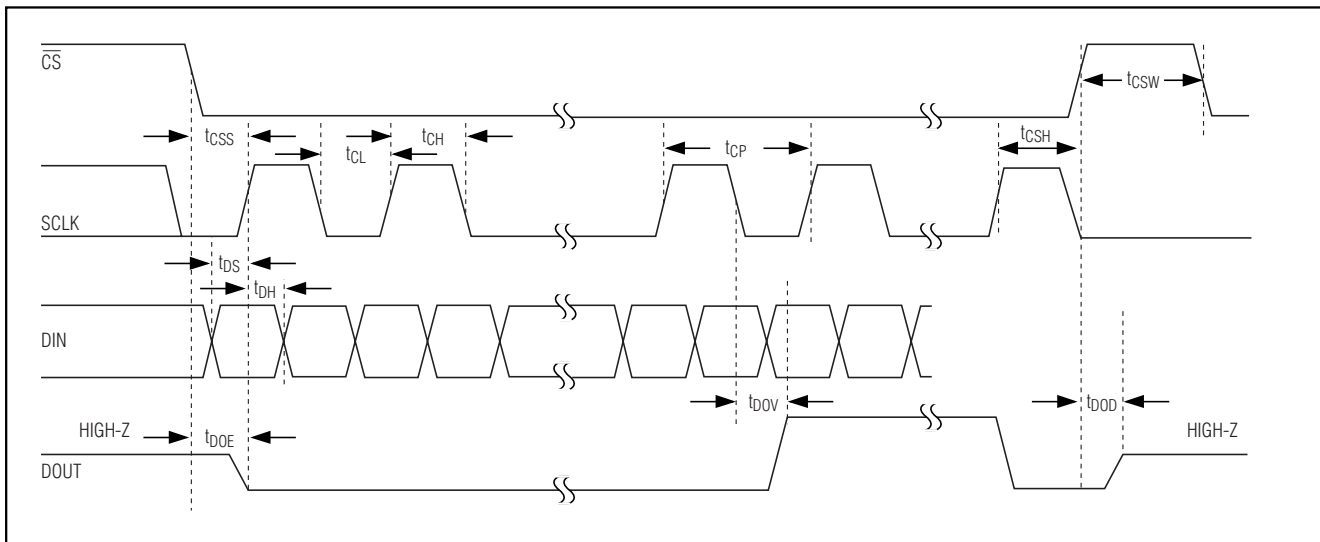 CS
tCSW
tCSS
tCL
tCH
tCP
tCSH
SCLK
tDS
tDH
DIN
tDOV
tDOD
HIGH-Z
tDOE
HIGH-Z
DOUT